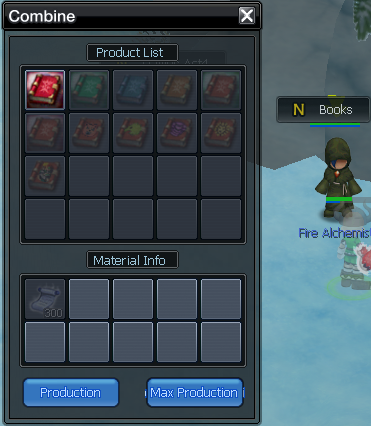 Combine
Product List
N Books
Fire Alchemist
Material Info
300
Production
Max Production